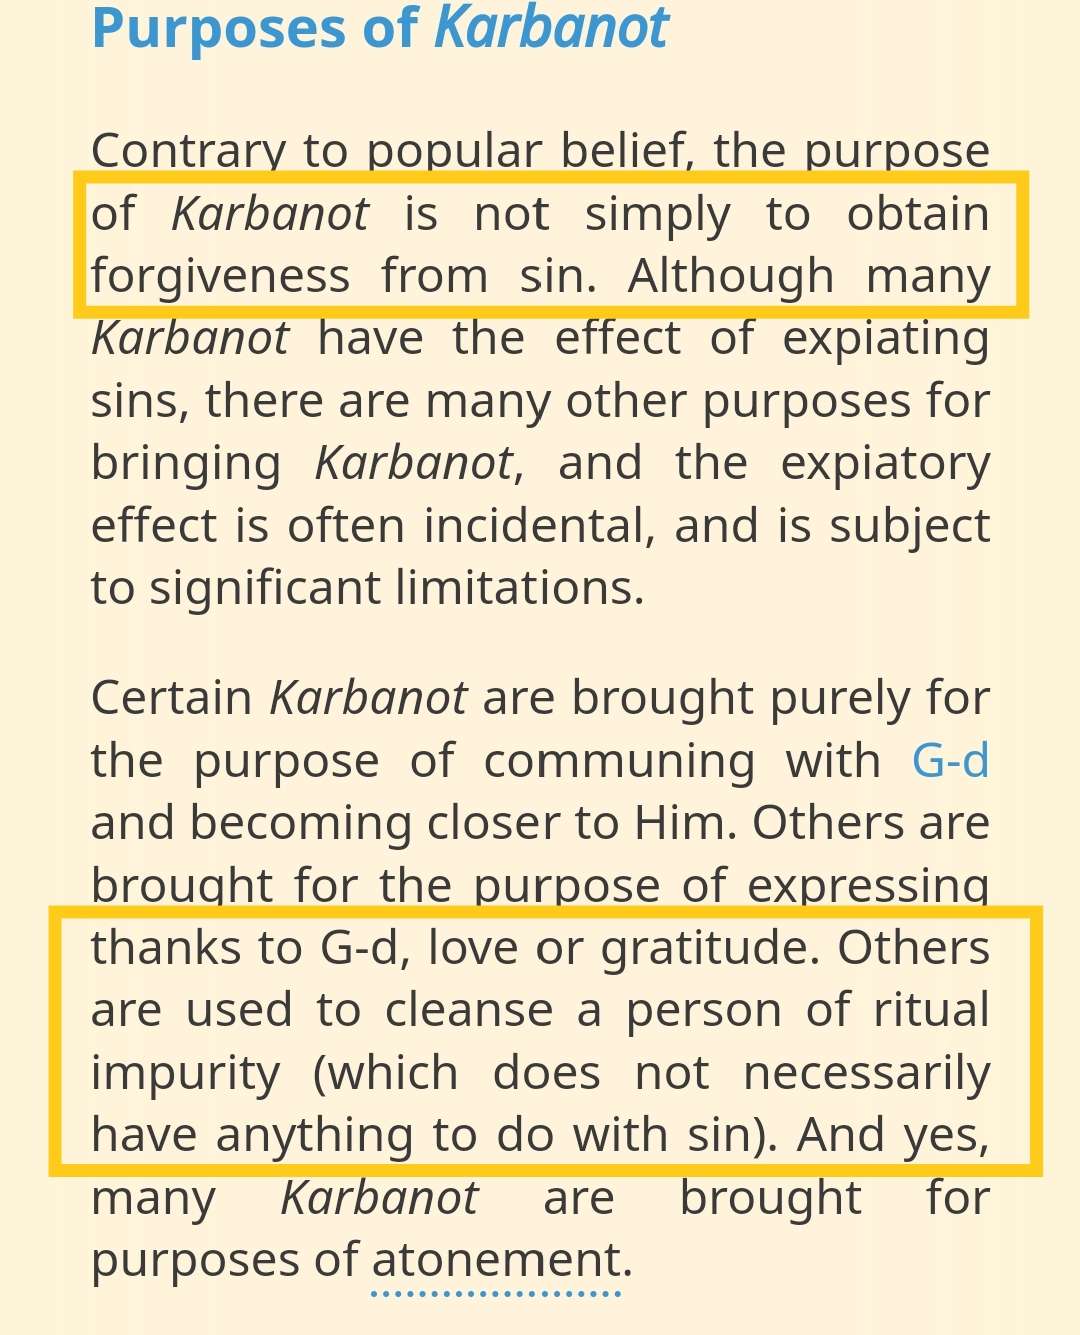 Purposes of Karbanot
Contrary to popular belief, the purpose
of Karbanot is not simply to obtain
forgiveness from sin. Although many
Karbanot have the effect of expiating
sins, there are many other purposes for
bringing Karbanot, and the expiatory
effect is often incidental, and is subject
to significant limitations.
Certain Karbanot are brought purely for
the purpose of communing with G-d
and becoming closer to Him. Others are
brought for the purpose of expressing
thanks to G-d, love or gratitude. Others
are used to cleanse a person of ritual
impurity (which does not necessarily
have anything to do with sin). And yes,
many Karbanot are brought for
purposes of atonement.